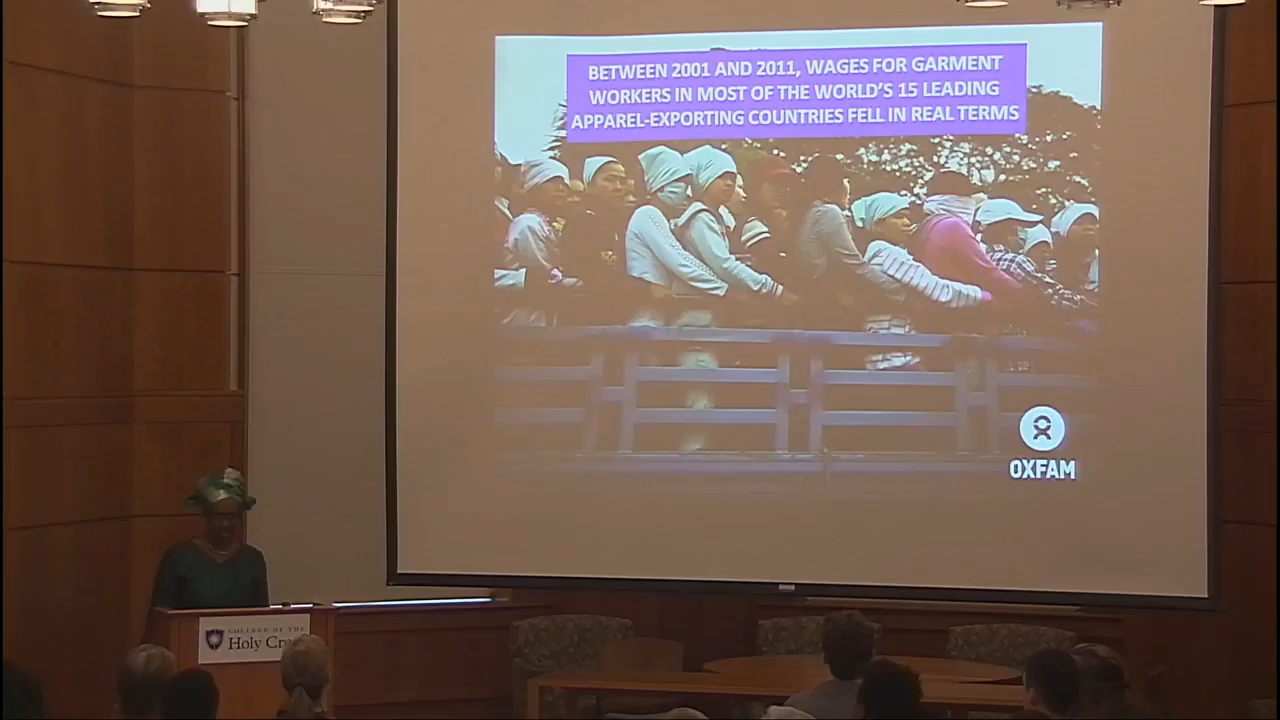 BETWEEN 2001 AND 2011, WAGES FOR GARMENT
WORKERS IN MOST OF THE WORLD'S 15 LEADING
APPAREL-EXPORTING COUNTRIES FELL IN REAL TERMS
OXFAM
COLLEGE OF THE
Holy